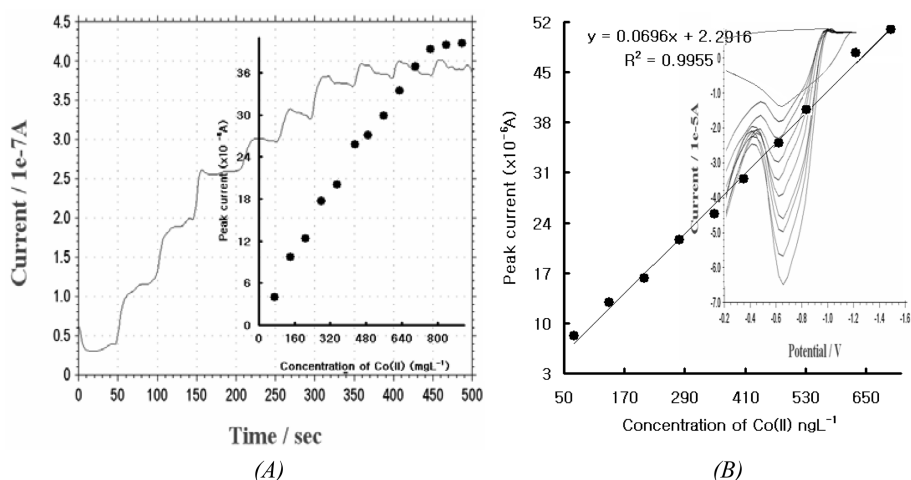 4.5
4.0
3.5
3.0
2.5
2.0
1.5
1.0
0.5
0
0 50 100 150 200 250 300 350 400 450 500
Current / 1e-7A
Time / sec
36
30
24
18
12
6
0
0 160 320 480 640 800
Peak current (x10⁻⁸A)
Concentration of Co(II) (mgL⁻¹)
(A)
52
45
38
31
24
17
10
3
50 170 290 410 530 650
Peak current (x10⁻⁶A)
Concentration of Co(II) ngL⁻¹
y = 0.0696x + 2.2916
R² = 0.9955
0
-1.0
-2.0
-3.0
-4.0
-5.0
-6.0
-7.0
-0.2 -0.4 -0.6 -0.8 -1.0 -1.2 -1.4 -1.6
Current / 1e-5A
Potential / V
(B)